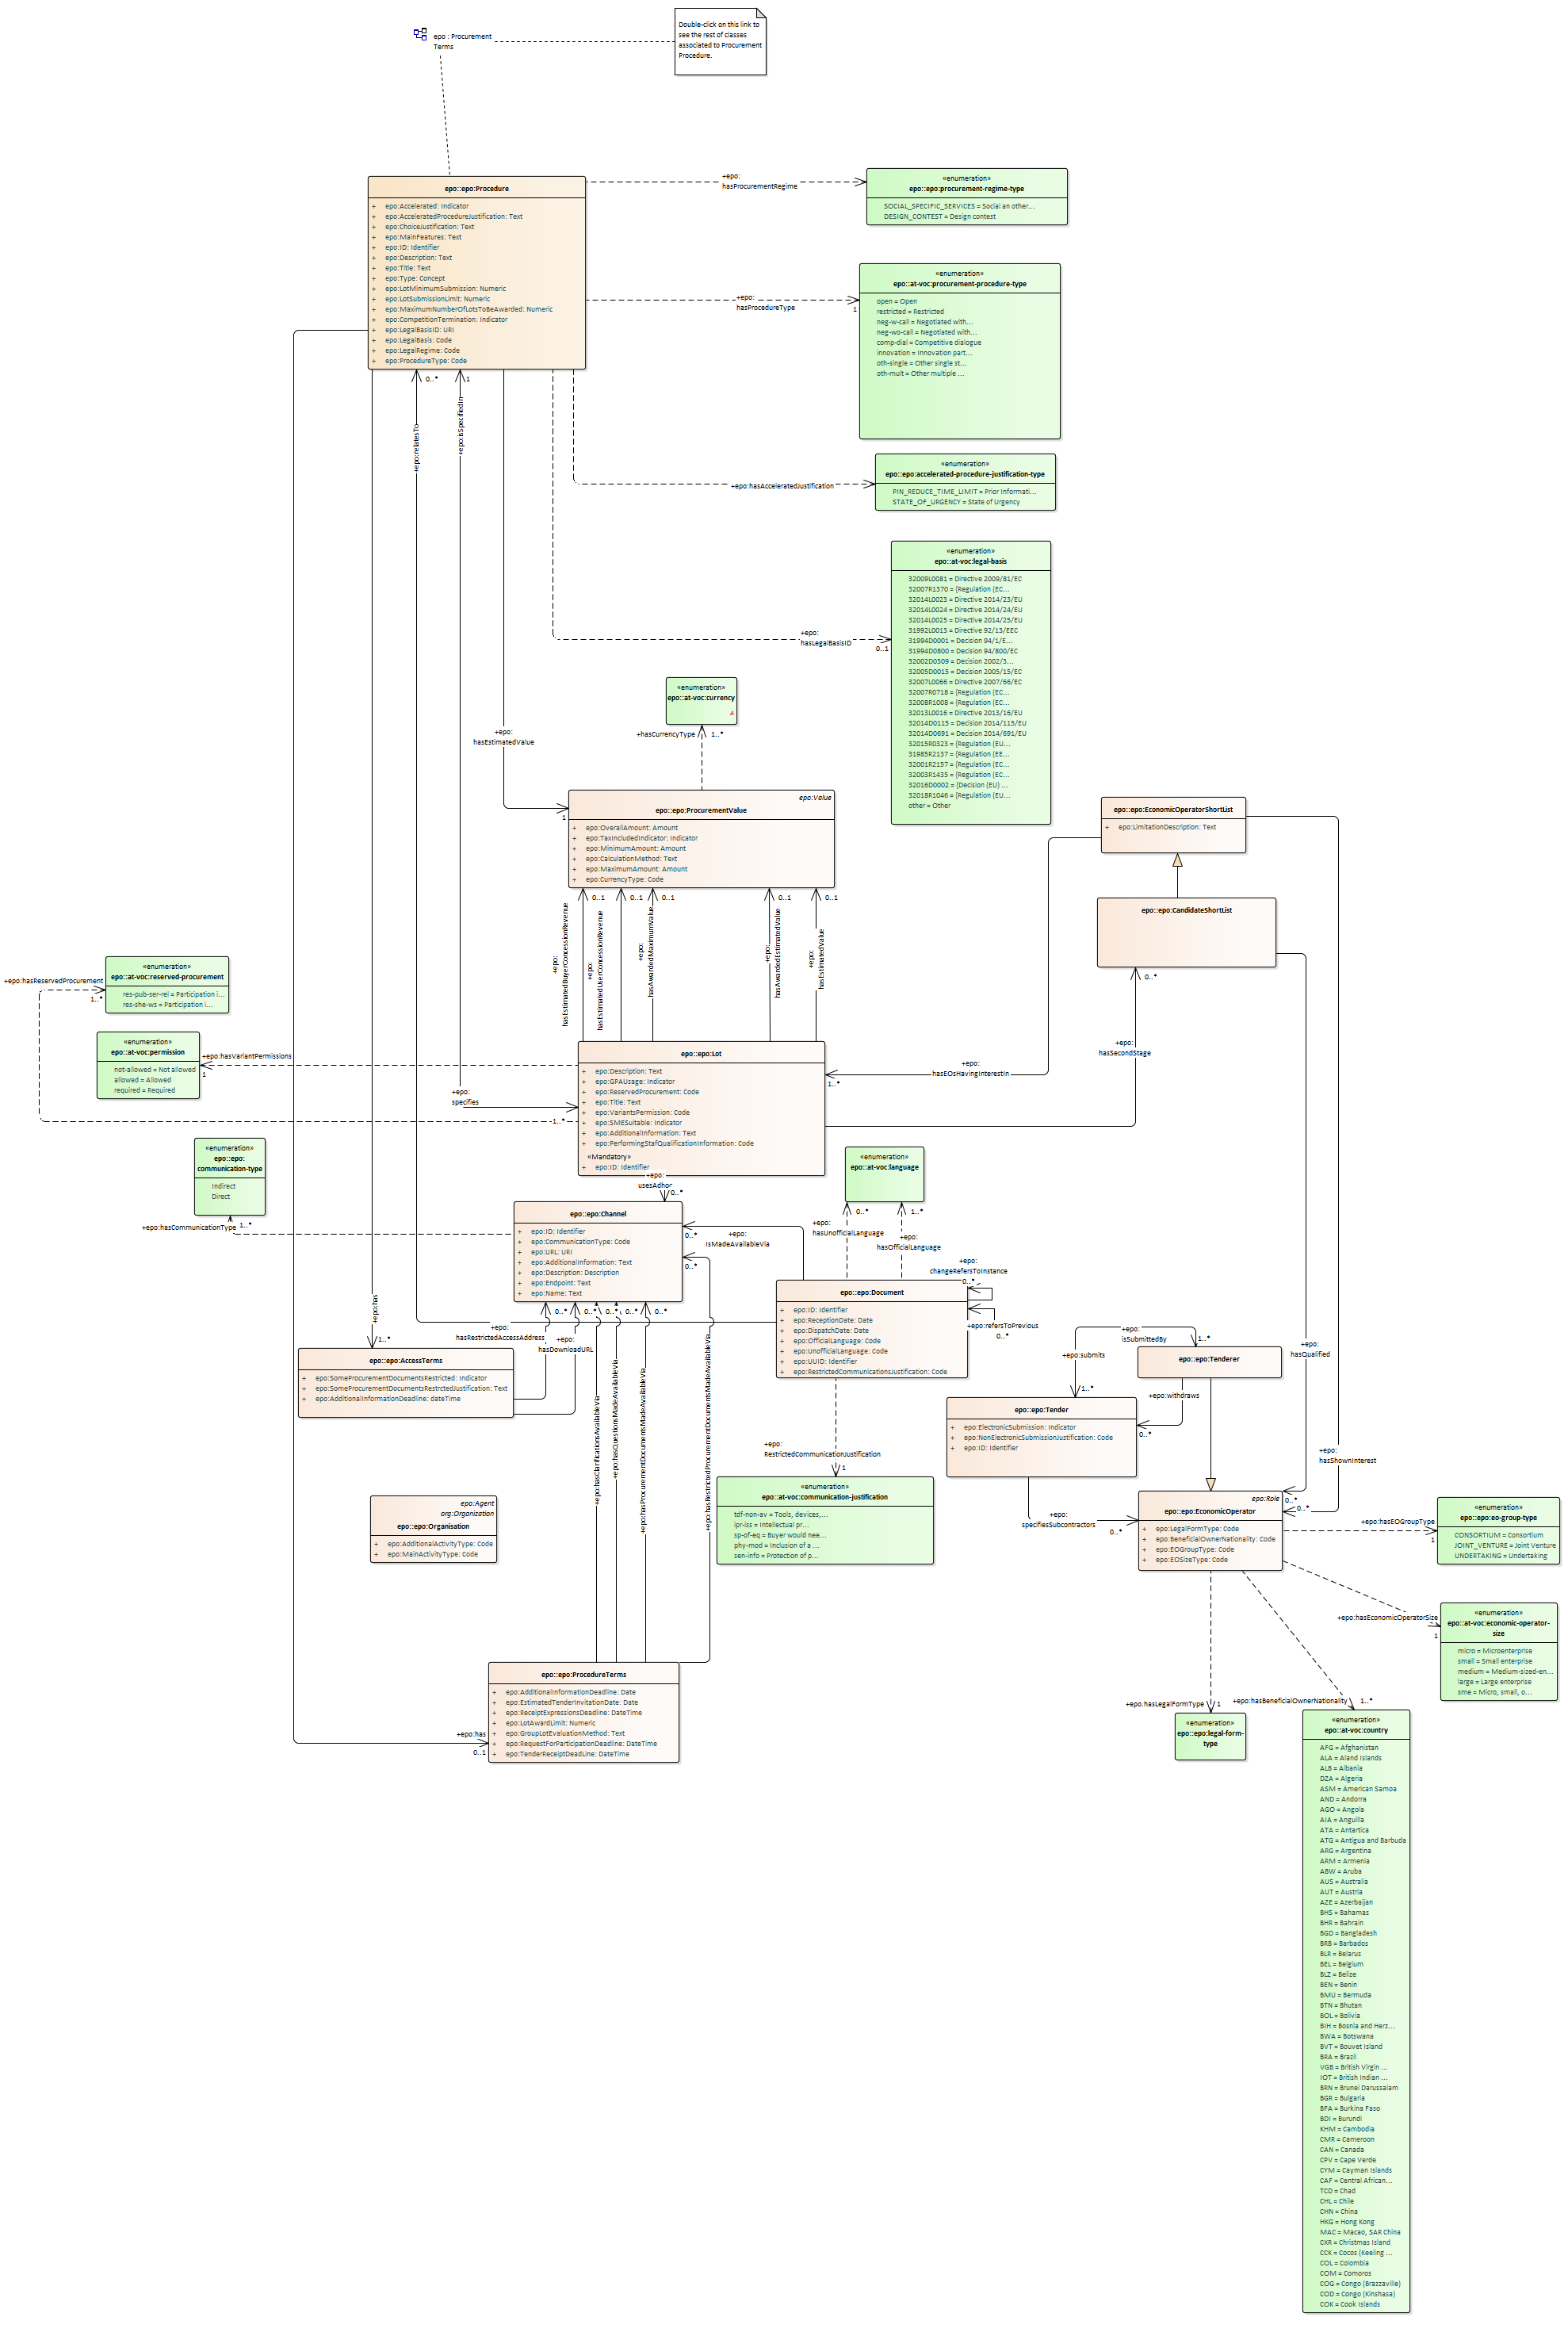 epo : Procurement
Terms
Double-click on this link to
see the rest of classes
associated to Procurement
Procedure.
epo::epo:Procedure
+ epo:Accelerated: Indicator
+ epo:AcceleratedProcedureJustification: Text
+ epo:ChoiceJustification: Text
+ epo:MainFeatures: Text
+ epo:ID: Identifier
+ epo:Description: Text
+ epo:Title: Text
+ epo:Type: Concept
+ epo:LotMinimumSubmission: Numeric
+ epo:LotSubmissionLimit: Numeric
+ epo:MaximumNumberOfLotsToBeAwarded: Numeric
+ epo:CompetitionTermination: Indicator
+ epo:LegalBasisID: URI
+ epo:LegalBasis: Code
+ epo:LegalRegime: Code
+ epo:ProcedureType: Code
+epo:
hasProcurementRegime
«enumeration»
epo::epo:procurement-regime-type
SOCIAL_SPECIFIC_SERVICES = Social an other...
DESIGN_CONTEST = Design contest
+epo:
hasProcedureType
1
«enumeration»
epo::at-voc:procurement-procedure-type
open = Open
restricted = Restricted
neg-w-call = Negotiated with...
neg-wo-call = Negotiated with...
comp-dial = Competitive dialogue
innovation = Innovation part...
oth-single = Other single st...
oth-mult = Other multiple ...
0..*
1
+epo:relatesTo
+epo:isSpecifiedIn
+epo:hasAcceleratedJustification
«enumeration»
epo::epo:accelerated-procedure-justification-type
PIN_REDUCE_TIME_LIMIT = Prior Informati...
STATE_OF_URGENCY = State of Urgency
+epo:
hasLegalBasisID
0..1
«enumeration»
epo::at-voc:legal-basis
32009L0081 = Directive 2009/81/EC
32007R1370 = (Regulation (EC...
32014L0023 = Directive 2014/23/EU
32014L0024 = Directive 2014/24/EU
32014L0025 = Directive 2014/25/EU
31992L0013 = Directive 92/13/EEC
31994D0001 = Decision 94/1/E...
31994D0800 = Decision 94/800/EC
32002D0309 = Decision 2002/3...
32005D0015 = Decision 2005/15/EC
32007L0066 = Directive 2007/66/EC
32007R0718 = (Regulation (EC...
32008R1008 = (Regulation (EC...
32013L0016 = Directive 2013/16/EU
32014D0115 = Decision 2014/115/EU
32014D0691 = Decision 2014/691/EU
32015R0323 = (Regulation (EU...
31985R2137 = (Regulation (EE...
32001R2157 = (Regulation (EC...
32003R1435 = (Regulation (EC...
32016D0002 = (Decision (EU) ...
32018R1046 = (Regulation (EU...
other = Other
«enumeration»
epo::at-voc:currency
+hasCurrencyType
1..*
+epo:
hasEstimatedValue
1
epo:Value
epo::epo:ProcurementValue
+ epo:OverallAmount: Amount
+ epo:TaxIncludedIndicator: Indicator
+ epo:MinimumAmount: Amount
+ epo:CalculationMethod: Text
+ epo:MaximumAmount: Amount
+ epo:CurrencyType: Code
epo::epo:EconomicOperatorShortList
+ epo:LimitationDescription: Text
epo::epo:CandidateShortList
0..1
0..1
0..1
0..1
0..1
+epo:
hasEstimatedBuyerConcessionRevenue
+epo:
hasEstimatedUserConcessionRevenue
+epo:
hasAwardedMaximumValue
+epo:
hasAwardedEstimatedValue
+epo:
hasEstimatedValue
0..*
+epo:
hasSecondStage
+epo:
hasEOsHavingInterestIn
1..*
+epo:hasReservedProcurement
1..*
«enumeration»
epo::at-voc:reserved-procurement
res-pub-ser-rel = Participation i...
res-she-ws = Participation i...
«enumeration»
epo::at-voc:permission
not-allowed = Not allowed
allowed = Allowed
required = Required
+epo:hasVariantPermissions
1
+epo:
specifies
1..*
epo::epo:Lot
+ epo:Description: Text
+ epo:GPAUsage: Indicator
+ epo:ReservedProcurement: Code
+ epo:Title: Text
+ epo:VariantsPermission: Code
+ epo:SMESuitable: Indicator
+ epo:AdditionalInformation: Text
+ epo:PerformingStafQualificationInformation: Code
«Mandatory»
+ epo:ID: Identifier
+epo:
usesAdhor
0..*
«enumeration»
epo::epo:
communication-type
Indirect
Direct
+epo:hasCommunicationType
1..*
epo::epo:Channel
+ epo:ID: Identifier
+ epo:CommunicationType: Code
+ epo:URL: URI
+ epo:AdditionalInformation: Text
+ epo:Description: Description
+ epo:Endpoint: Text
+ epo:Name: Text
0..*
+epo:
isMadeAvailableVia
0..*
«enumeration»
epo::at-voc:language
0..*
1..*
+epo:
hasUnofficialLanguage
+epo:
hasOfficialLanguage
+epo:
changeRefersToInstance
0..*
+epo:refersToPrevious
0..*
epo::epo:Document
+ epo:ID: Identifier
+ epo:ReceptionDate: Date
+ epo:DispatchDate: Date
+ epo:OfficialLanguage: Code
+ epo:UnofficialLanguage: Code
+ epo:UUID: Identifier
+ epo:RestrictedCommunicationsJustification: Code
+epo:has
1..*
0..*
0..*
0..*
0..*
0..*
+epo:
hasRestrictedAccessAddress
+epo:
hasDownloadURL
epo::epo:AccessTerms
+ epo:SomeProcurementDocumentsRestricted: Indicator
+ epo:SomeProcurementDocumentsRestrctedJustification: Text
+ epo:AdditionalInformationDeadline: dateTime
+epo:hasClarificationsAvailableVia
+epo:hasQuestionsMadeAvailableVia
+epo:hasProcurementDocumentsMadeAvailableVia
+epo:hasRestrictedProcurementDocumentsMadeAvailableVia
+epo:
RestrictedCommunicationJustification
1
«enumeration»
epo::at-voc:communication-justification
tdf-non-av = Tools, devices,...
ipr-iss = Intellectual pr...
sp-of-eq = Buyer would nee...
phy-mod = Inclusion of a ...
sen-info = Protection of p...
+epo:
isSubmittedBy
1..*
+epo:submits
1..*
epo::epo:Tenderer
+epo:withdraws
0..*
epo::epo:Tender
+ epo:ElectronicSubmission: Indicator
+ epo:NonElectronicSubmissionJustification: Code
+ epo:ID: Identifier
+epo:
specifiesSubcontractors
0..*
+epo:
hasQualified
0..*
+epo:
hasShownInterest
0..*
epo:Role
epo::epo:EconomicOperator
+ epo:LegalFormType: Code
+ epo:BeneficialOwnerNationality: Code
+ epo:EOGroupType: Code
+ epo:EOSizeType: Code
+epo:hasEOGroupType
1
«enumeration»
epo::epo:eo-group-type
CONSORTIUM = Consortium
JOINT_VENTURE = Joint Venture
UNDERTAKING = Undertaking
+epo:hasEconomicOperatorSize
1
«enumeration»
epo::at-voc:economic-operator-
size
micro = Microenterprise
small = Small enterprise
medium = Medium-sized-en...
large = Large enterprise
sme = Micro, small, o...
epo:Agent
org:Organization
epo::epo:Organisation
+ epo:AdditionalActivityType: Code
+ epo:MainActivityType: Code
epo::epo:ProcedureTerms
+ epo:AdditionalInformationDeadline: Date
+ epo:EstimatedTenderInvitationDate: Date
+ epo:ReceiptExpressionsDeadline: DateTime
+ epo:LotAwardLimit: Numeric
+ epo:GroupLotEvaluationMethod: Text
+ epo:RequestForParticipationDeadline: DateTime
+ epo:TenderReceiptDeadLine: DateTime
+epo:has
0..1
+epo.hasLegalFormType
1
«enumeration»
epo::epo:legal-form-
type
+epo:hasBeneficialOwnerNationality
1..*
«enumeration»
epo::at-voc:country
AFG = Afghanistan
ALA = Aland Islands
ALB = Albania
DZA = Algeria
ASM = American Samoa
AND = Andorra
AGO = Angola
AIA = Anguilla
ATA = Antartica
ATG = Antigua and Barbuda
ARG = Argentina
ARM = Armenia
ABW = Aruba
AUS = Australia
AUT = Austria
AZE = Azerbaijan
BHS = Bahamas
BHR = Bahrain
BGD = Bangladesh
BRB = Barbados
BLR = Belarus
BEL = Belgium
BLZ = Belize
BEN = Benin
BMU = Bermuda
BTN = Bhutan
BOL = Bolivia
BIH = Bosnia and Herz...
BWA = Botswana
BVT = Bouvet Island
BRA = Brazil
VGB = British Virgin ...
IOT = British Indian ...
BRN = Brunei Darussalam
BGR = Bulgaria
BFA = Burkina Faso
BDI = Burundi
KHM = Cambodia
CMR = Cameroon
CAN = Canada
CPV = Cape Verde
CYM = Cayman Islands
CAF = Central African...
TCD = Chad
CHL = Chile
CHN = China
HKG = Hong Kong
MAC = Macao, SAR China
CXR = Christmas Island
CCK = Cocos (Keeling ...
COL = Colombia
COM = Comoros
COG = Congo (Brazzaville)
COD = Congo (Kinshasa)
COK = Cook Islands